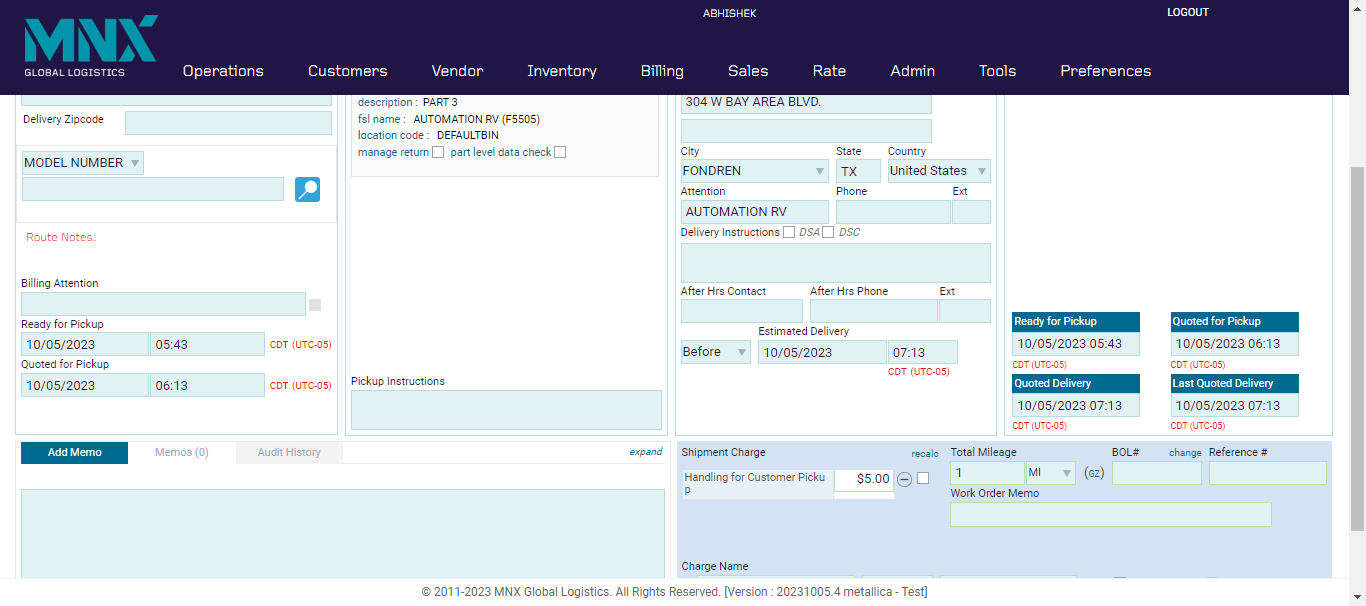 ABHISHEK
LOGOUT
MNX
GLOBAL LOGISTICS
Operations
Customers
Vendor
Inventory
Billing
Sales
Rate
Admin
Tools
Preferences
Delivery Zipcode
MODEL NUMBER
Route Notes:
Billing Attention
Ready for Pickup
10/05/2023 05:43 CDT (UTC-05)
Quoted for Pickup
10/05/2023 06:13 CDT (UTC-05)
description : PART 3
fsl name : AUTOMATION RV (F5505)
location code : DEFAULTBIN
manage return part level data check
Pickup Instructions
304 W BAY AREA BLVD.
City State Country
FONDREN TX United States
Attention Phone Ext
AUTOMATION RV
Delivery Instructions DSA DSC
After Hrs Contact After Hrs Phone Ext
Estimated Delivery
Before 10/05/2023 07:13
CDT (UTC-05)
Ready for Pickup Quoted for Pickup
10/05/2023 05:43 10/05/2023 06:13
CDT (UTC-05) CDT (UTC-05)
Quoted Delivery Last Quoted Delivery
10/05/2023 07:13 10/05/2023 07:13
CDT (UTC-05) CDT (UTC-05)
Add Memo Memos (0) Audit History expand
Shipment Charge recalc
Handling for Customer Picku
p
$5.00
Total Mileage BOL# change Reference #
1 MI (GZ)
Work Order Memo
Charge Name
© 2011-2023 MNX Global Logistics. All Rights Reserved. [Version : 20231005.4 metallica - Test]